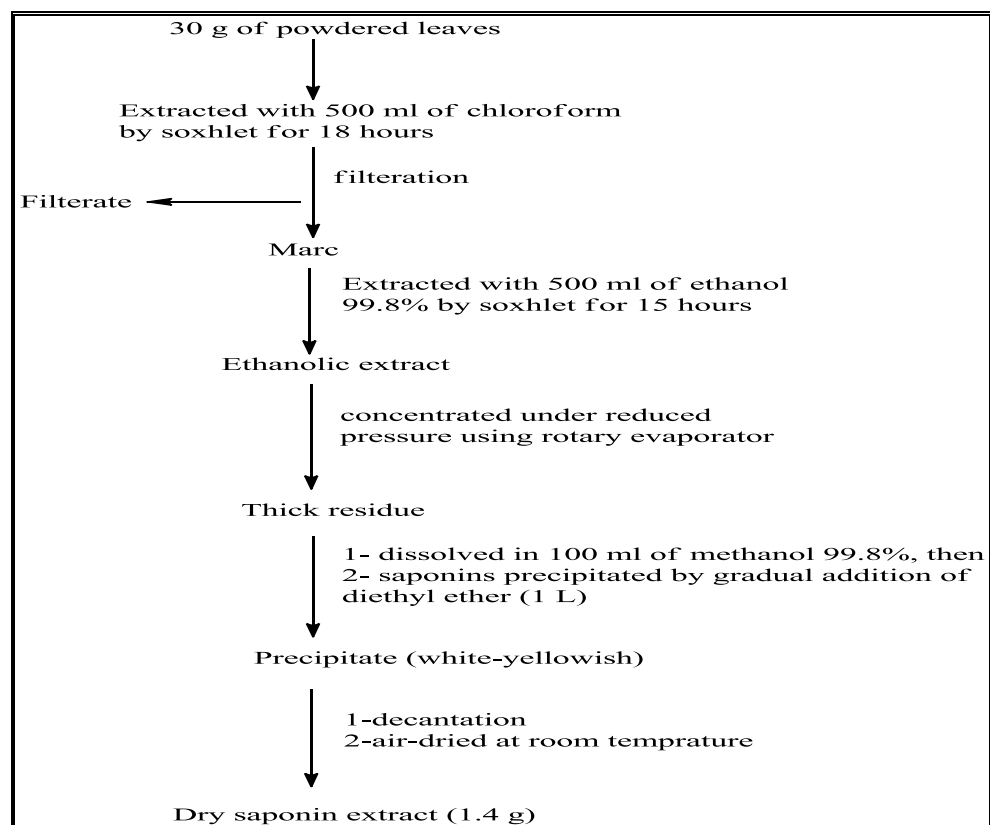 30 g of powdered leaves
Extracted with 500 ml of chloroform
by soxhlet for 18 hours
filteration
Filterate
Marc
Extracted with 500 ml of ethanol
99.8% by soxhlet for 15 hours
Ethanolic extract
concentrated under reduced
pressure using rotary evaporator
Thick residue
1- dissolved in 100 ml of methanol 99.8%, then
2- saponins precipitated by gradual addition of
diethyl ether (1 L)
Precipitate (white-yellowish)
1-decantation
2-air-dried at room temprature
Dry saponin extract (1.4 g)